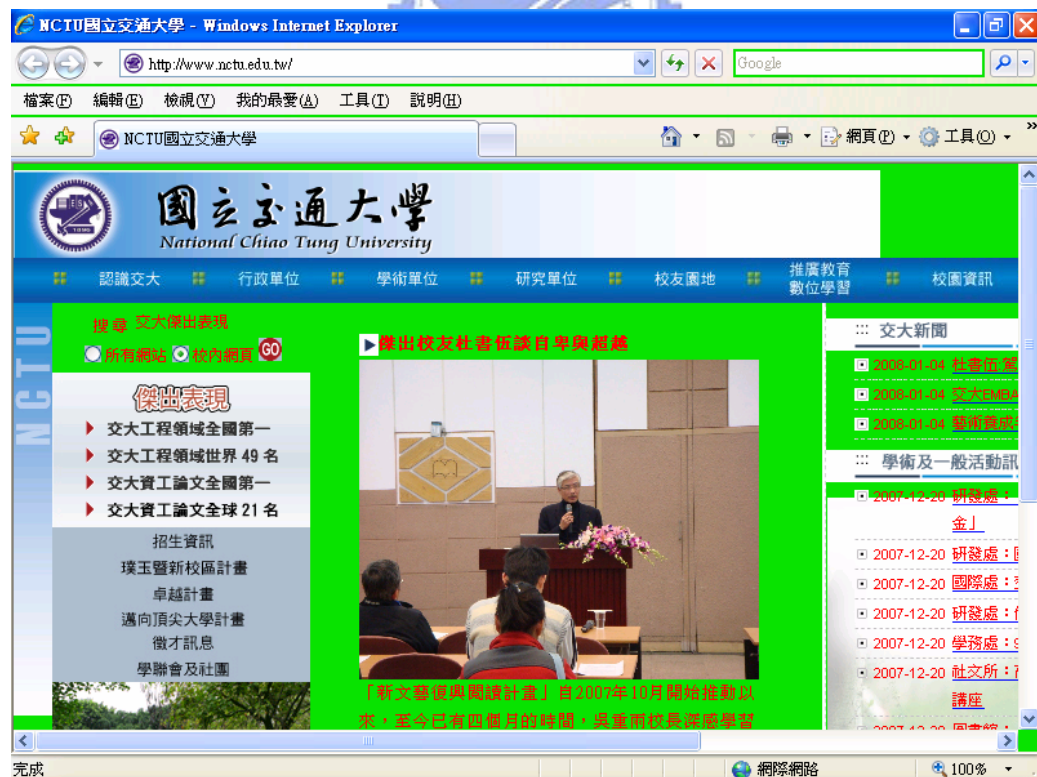 NCTU國立交通大學 - Windows Internet Explorer
http://www.nctu.edu.tw/
Google
檔案(F) 編輯(E) 檢視(V) 我的最愛(A) 工具(T) 說明(H)
NCTU國立交通大學
網頁(P) 工具(O)
國立交通大學
National Chiao Tung University
認識交大 行政單位 學術單位 研究單位 校友園地 推廣教育 數位學習 校園資訊
NCTU
搜尋 交大傑出表現
所有網站 校內網頁 GO
傑出表現
交大工程領域全國第一
交大工程領域世界 49 名
交大資工論文全國第一
交大資工論文全球 21 名
招生資訊
璞玉暨新校區計畫
卓越計畫
邁向頂尖大學計畫
徵才訊息
學聯會及社團
傑出校友杜書伍談自卑與超越
「新文藝復興閱讀計畫」自2007年10月開始推動以
來，至今已有四個月的時間，吳重雨校長深感學習
::: 交大新聞
2008-01-04 杜書伍:駕
2008-01-04 交大EMBA
2008-01-04 藝術養成
::: 學術及一般活動訊
2007-12-20 研發處：
金」
2007-12-20 研發處：
2007-12-20 國際處：
2007-12-20 研發處：
2007-12-20 學務處：9
2007-12-20 社文所：
講座
2007-12-20 圖書館：
完成
網際網路
100%